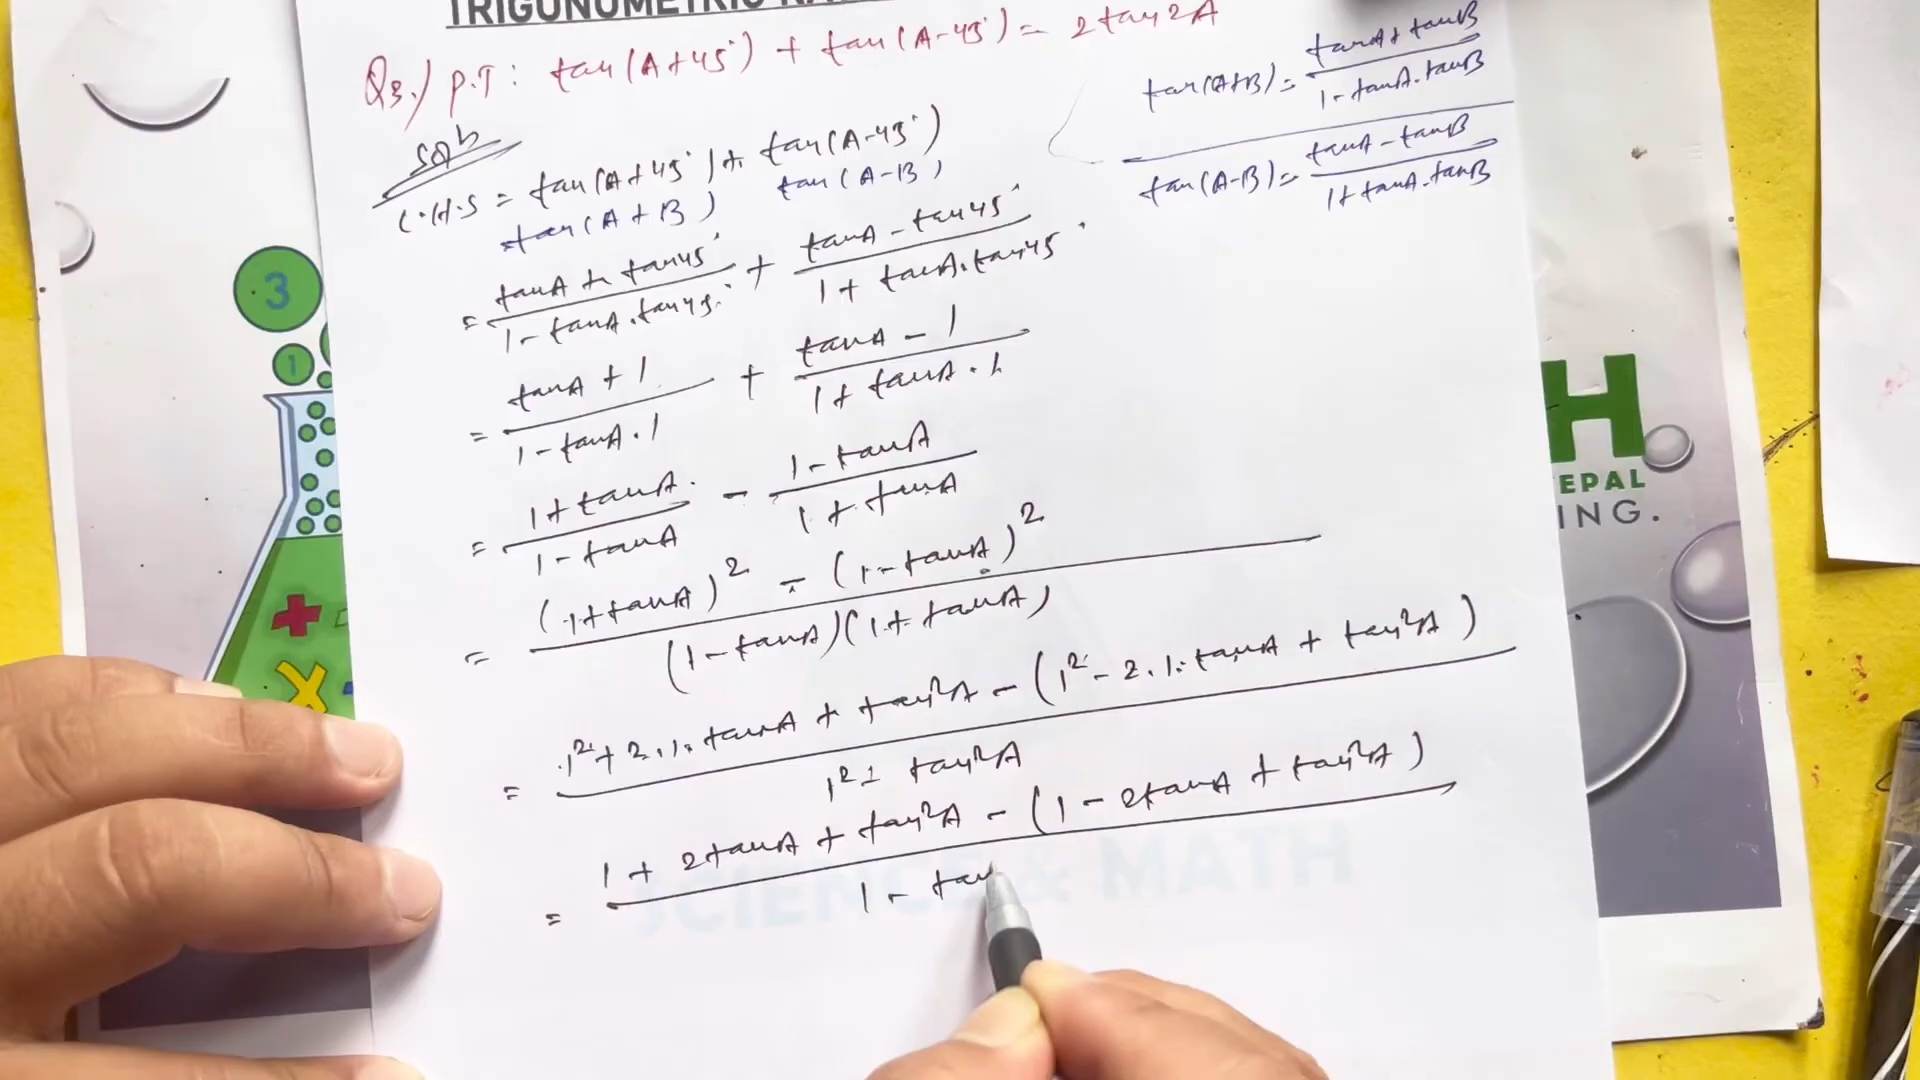 Q3.) P.T: tan(A+45°) + tan(A-45°) = 2tan2A
tan(A+B) = tanA + tanB / 1 - tanA.tanB
tan(A-B) = tanA - tanB / 1 + tanA.tanB
Solⁿ
L.H.S = tan(A+45°) + tan(A-45°)
tan(A+B) tan(A-B)
= tanA + tan45° / 1 - tanA.tan45° + tanA - tan45° / 1 + tanA.tan45°
= tanA + 1 / 1 - tanA.1 + tanA - 1 / 1 + tanA.1
= 1 + tanA / 1 - tanA - 1 - tanA / 1 + tanA
= (1+tanA)² - (1-tanA)² / (1-tanA)(1+tanA)
= 1² + 2.1.tanA + tan²A - (1² - 2.1.tanA + tan²A) / 1² - tan²A
= 1 + 2tanA + tan²A - (1 - 2tanA + tan²A) / 1 - tan
3
1
H
EPAL
ING.
SCIENCE & MATH